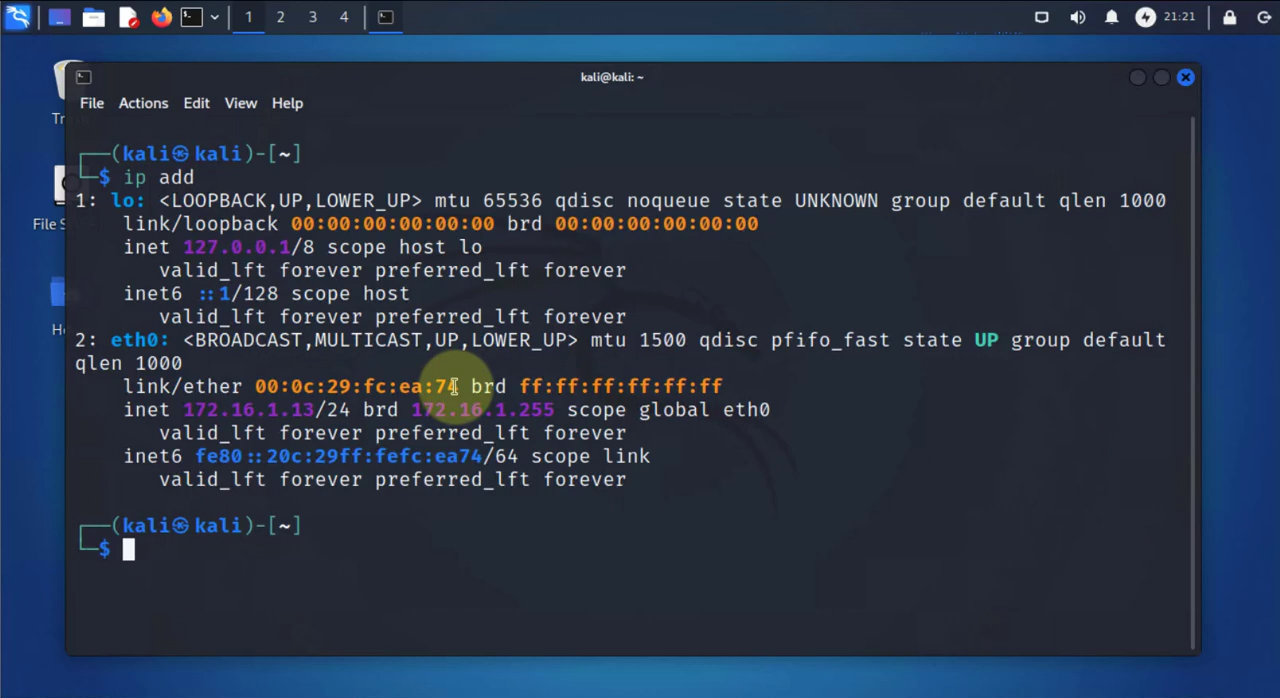 1 2 3 4 21:21
kali@kali: ~
File Actions Edit View Help
┌──(kali㉿kali)-[~]
└─$ ip add
1: lo: <LOOPBACK,UP,LOWER_UP> mtu 65536 qdisc noqueue state UNKNOWN group default qlen 1000
link/loopback 00:00:00:00:00:00 brd 00:00:00:00:00:00
inet 127.0.0.1/8 scope host lo
valid_lft forever preferred_lft forever
inet6 ::1/128 scope host
valid_lft forever preferred_lft forever
2: eth0: <BROADCAST,MULTICAST,UP,LOWER_UP> mtu 1500 qdisc pfifo_fast state UP group default
qlen 1000
link/ether 00:0c:29:fc:ea:74 brd ff:ff:ff:ff:ff:ff
inet 172.16.1.13/24 brd 172.16.1.255 scope global eth0
valid_lft forever preferred_lft forever
inet6 fe80::20c:29ff:fefc:ea74/64 scope link
valid_lft forever preferred_lft forever
┌──(kali㉿kali)-[~]
└─$